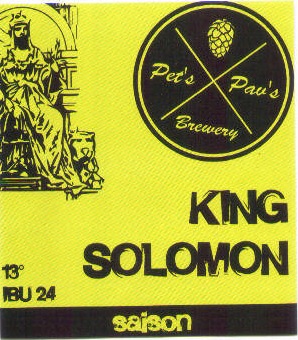 Pet's Pav's
Brewery
KING
SOLOMON
13°
IBU 24
saison